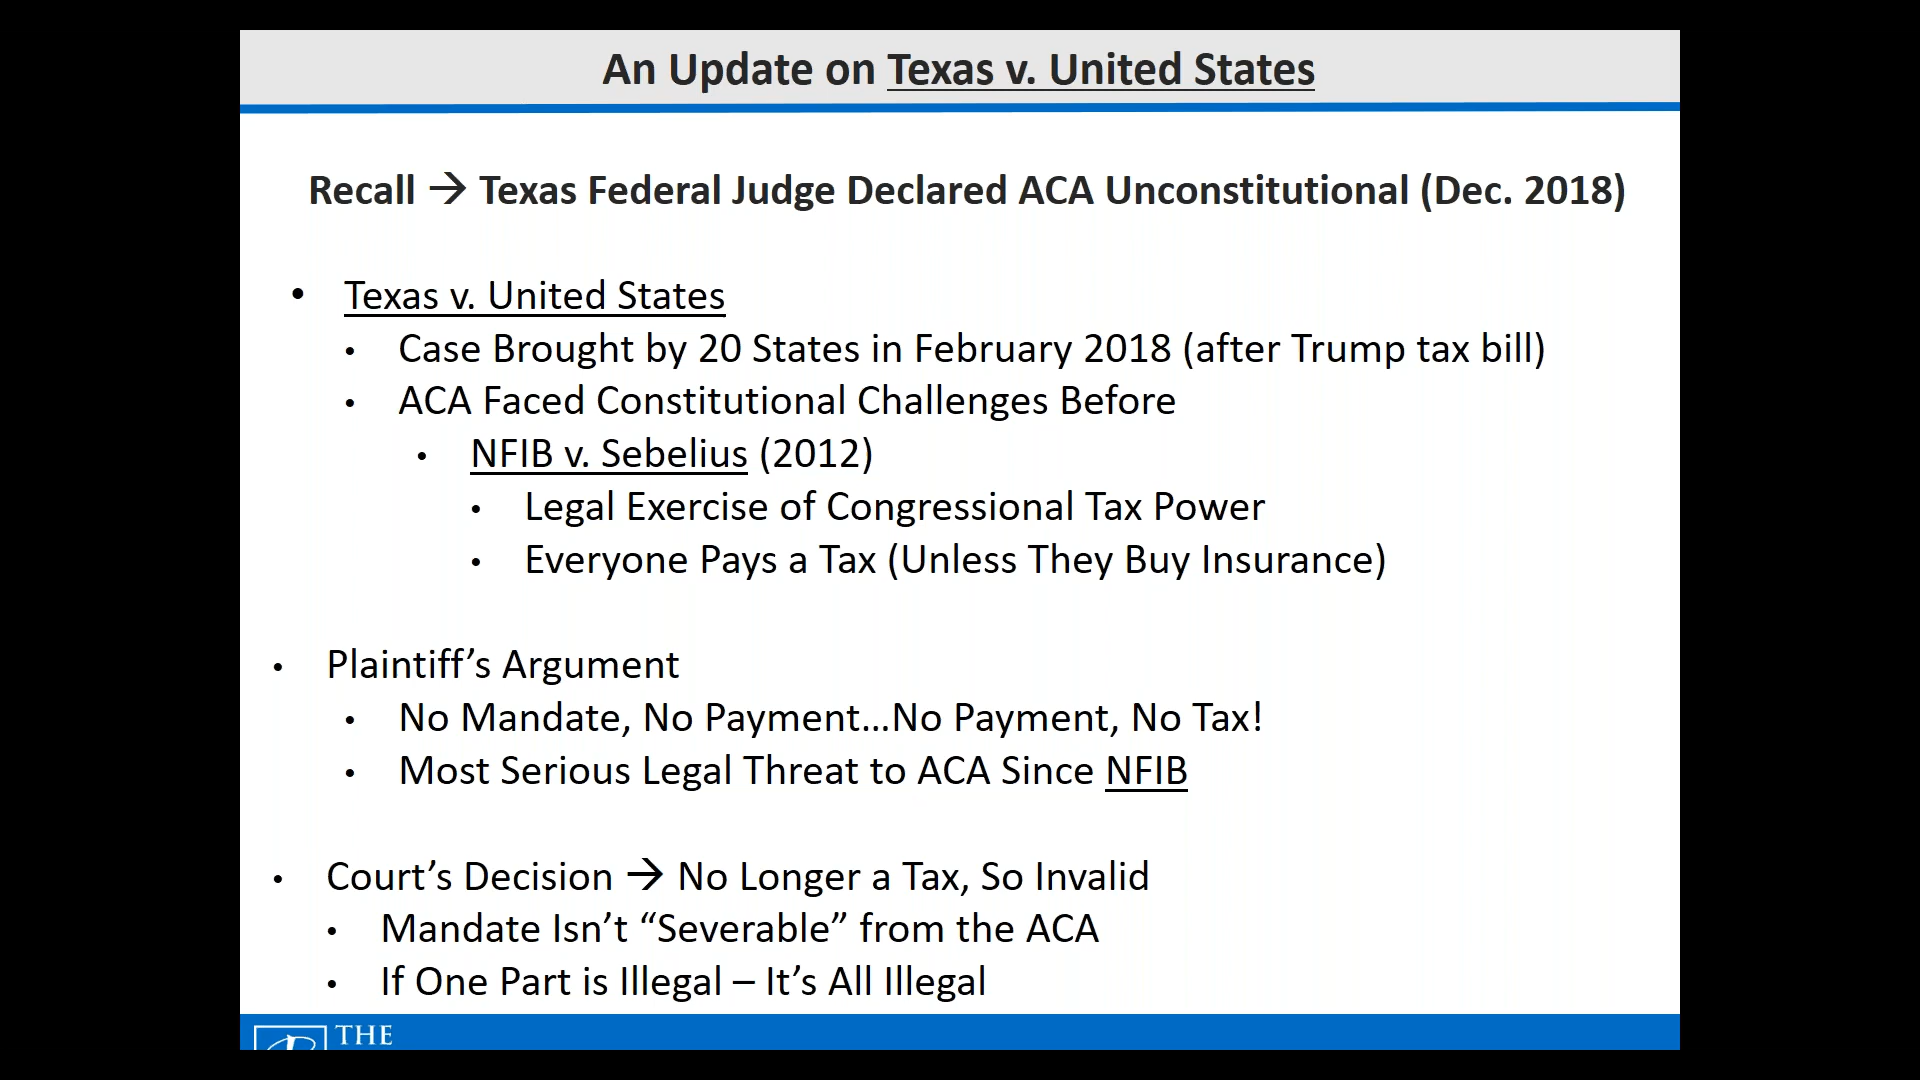 An Update on Texas v. United States
Recall → Texas Federal Judge Declared ACA Unconstitutional (Dec. 2018)
• Texas v. United States
• Case Brought by 20 States in February 2018 (after Trump tax bill)
• ACA Faced Constitutional Challenges Before
• NFIB v. Sebelius (2012)
• Legal Exercise of Congressional Tax Power
• Everyone Pays a Tax (Unless They Buy Insurance)
• Plaintiff’s Argument
• No Mandate, No Payment…No Payment, No Tax!
• Most Serious Legal Threat to ACA Since NFIB
• Court’s Decision → No Longer a Tax, So Invalid
• Mandate Isn’t “Severable” from the ACA
• If One Part is Illegal – It’s All Illegal
THE